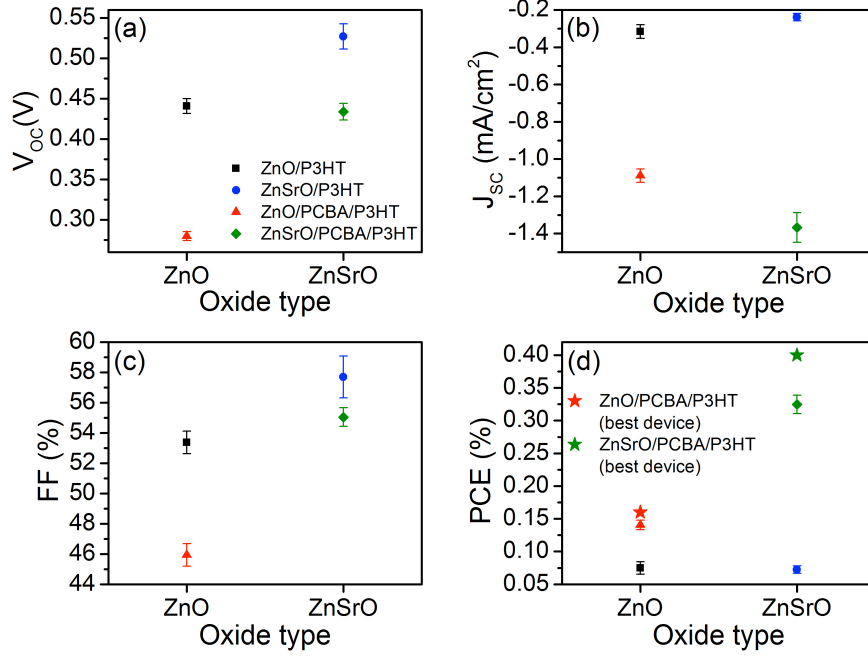 (a)
0.55
0.50
0.45
0.40
0.35
0.30
V_OC(V)
ZnO/P3HT
ZnSrO/P3HT
ZnO/PCBA/P3HT
ZnSrO/PCBA/P3HT
ZnO ZnSrO
Oxide type
(b)
-0.2
-0.4
-0.6
-0.8
-1.0
-1.2
-1.4
J_SC (mA/cm²)
ZnO ZnSrO
Oxide type
(c)
60
58
56
54
52
50
48
46
44
FF (%)
ZnO ZnSrO
Oxide type
(d)
0.40
0.35
0.30
0.25
0.20
0.15
0.10
0.05
PCE (%)
ZnO/PCBA/P3HT
(best device)
ZnSrO/PCBA/P3HT
(best device)
ZnO ZnSrO
Oxide type